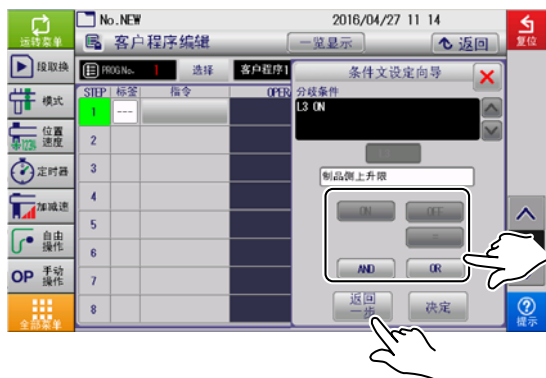 运转菜单
No.NEW
2016/04/27 11 14
复位
客户程序编辑
一览显示
返回
段取换
PROGNo.
1
选择
客户程序1
条件文设定向导
STEP
标签
指令
OPER
分歧条件
模式
1
---
L3 ON
位置
速度
2
定时器
3
制品侧上升限
加减速
4
ON
OFF
5
=
自由
操作
6
AND
OR
OP
手动
操作
7
返回
一步
决定
8
全部菜单
提示